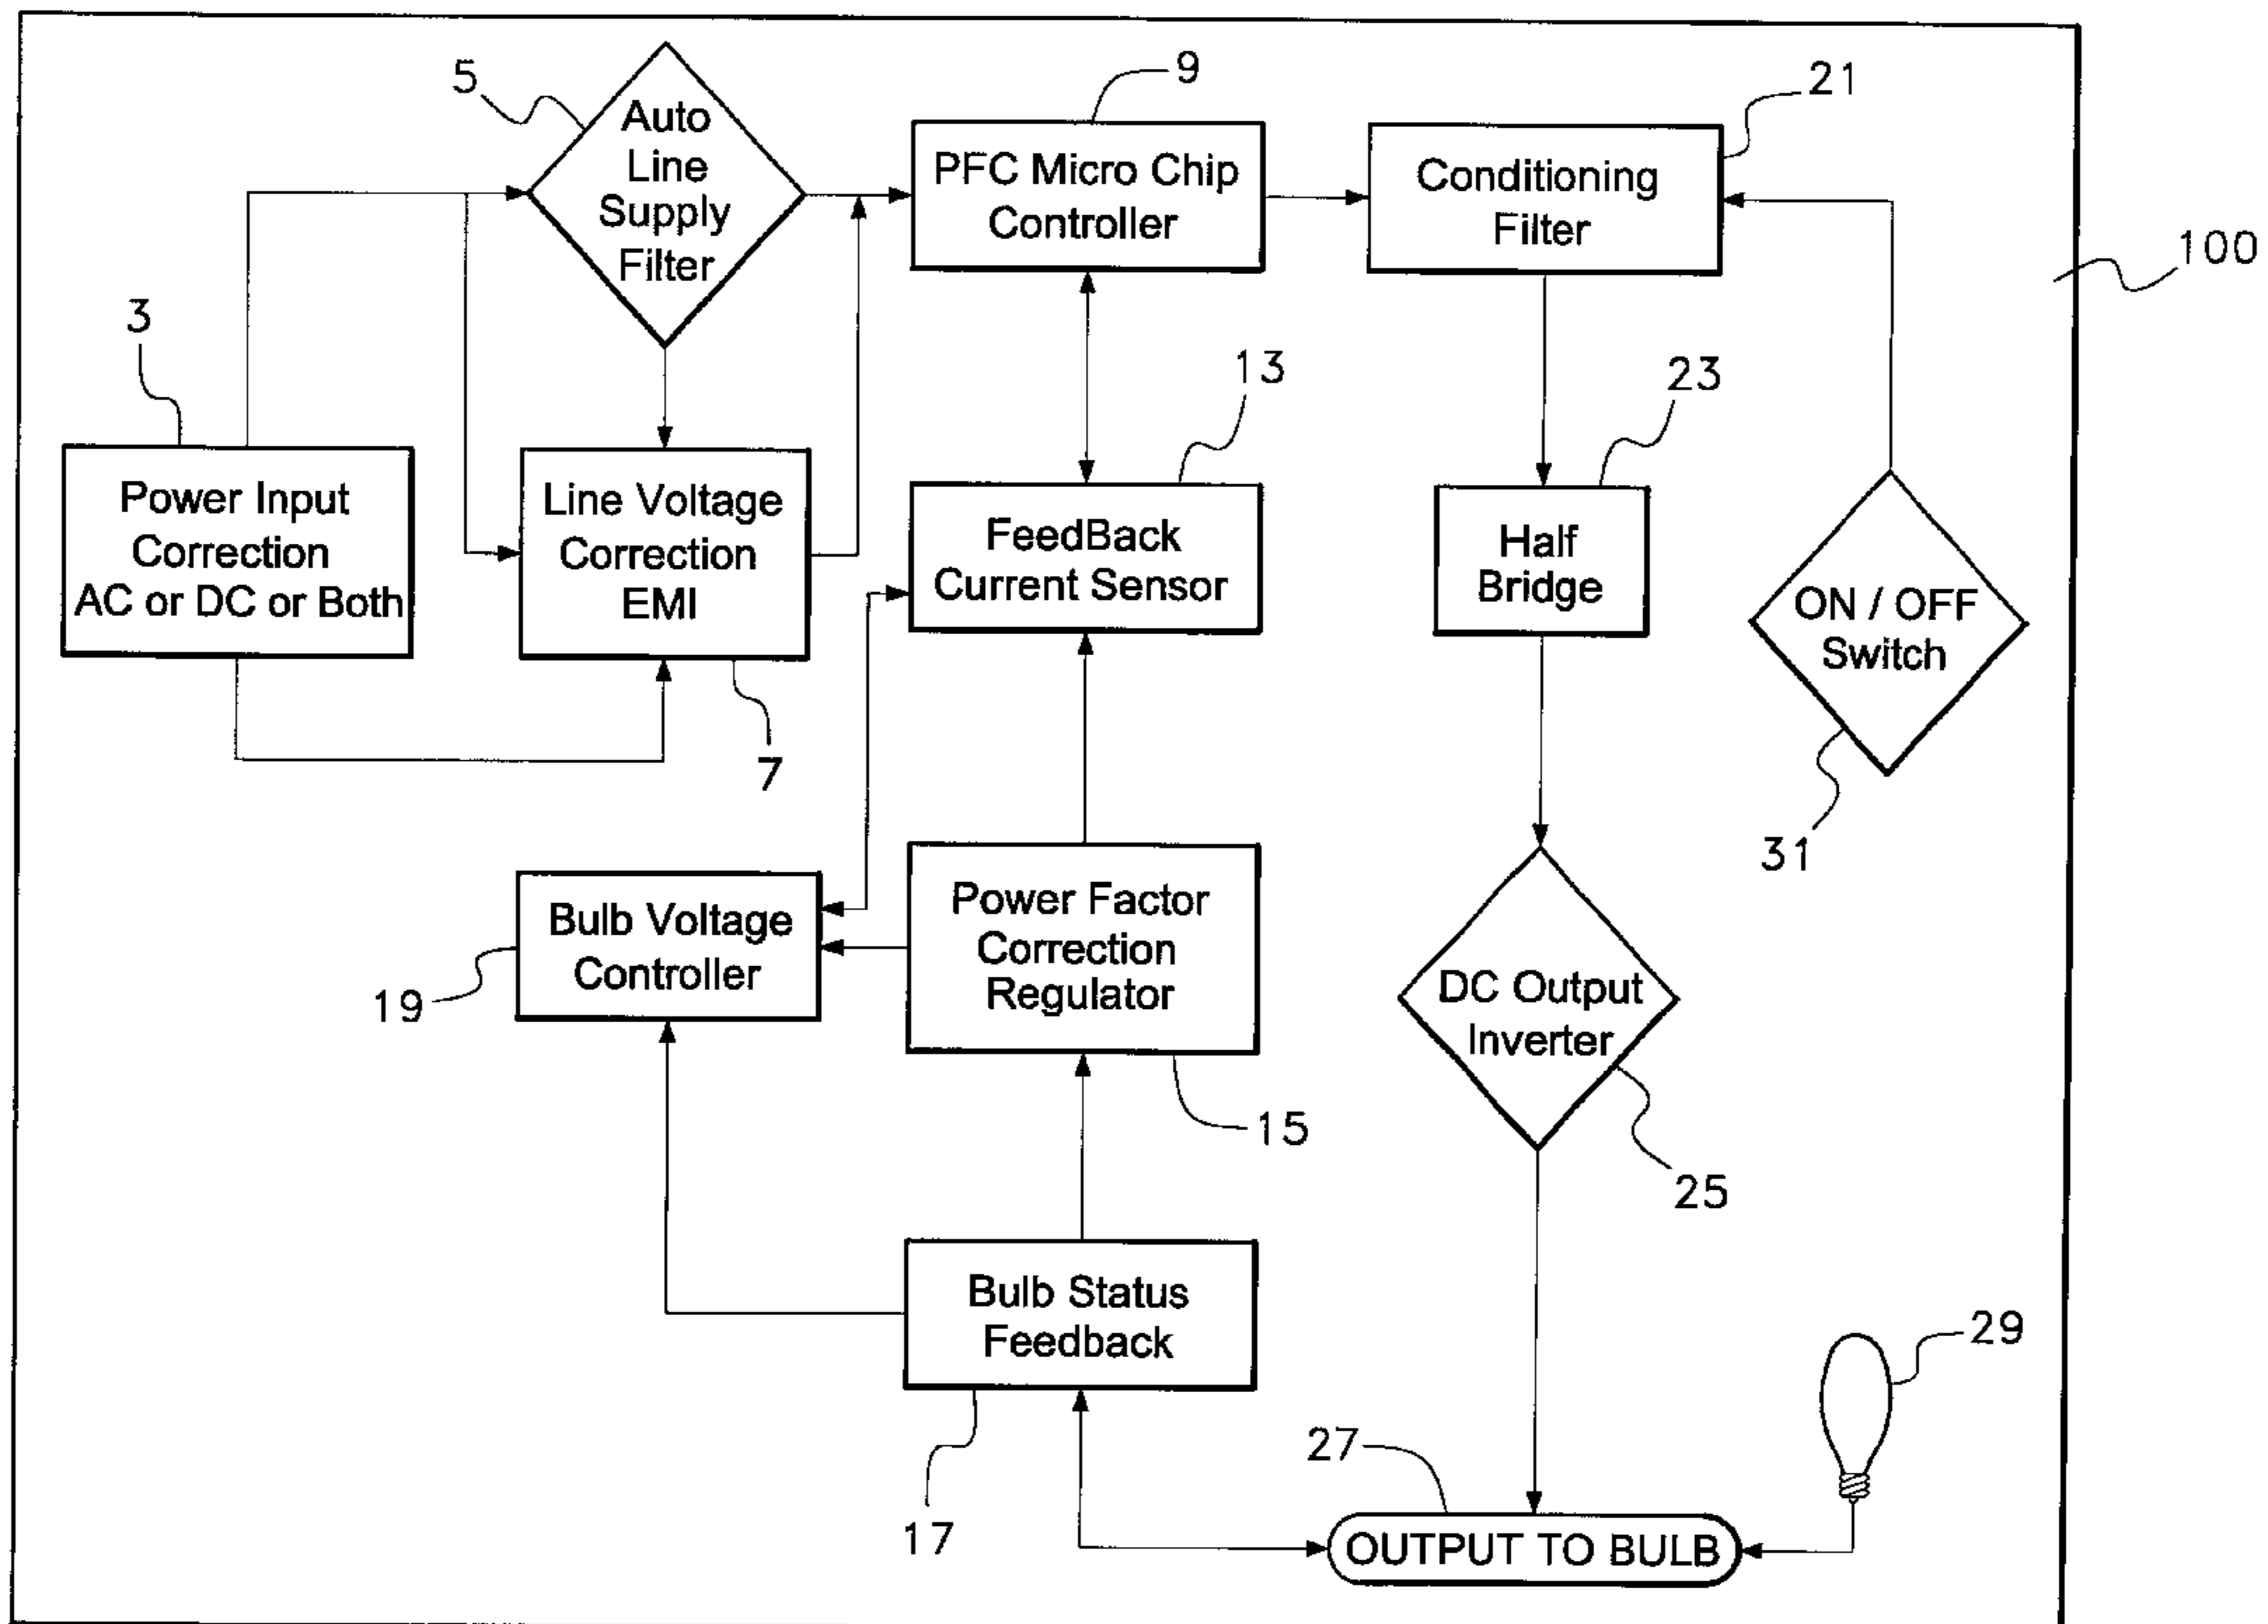 5
Auto
Line
Supply
Filter
9
PFC Micro Chip
Controller
21
Conditioning
Filter
100
3
Power Input
Correction
AC or DC or Both
Line Voltage
Correction
EMI
7
13
FeedBack
Current Sensor
23
Half
Bridge
ON / OFF
Switch
31
Bulb Voltage
Controller
19
Power Factor
Correction
Regulator
15
DC Output
Inverter
25
Bulb Status
Feedback
17
27
OUTPUT TO BULB
29